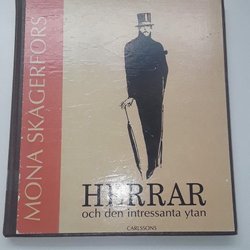 MONA SKAGERFORS
HERRAR
och den intressanta ytan
CARLSSONS